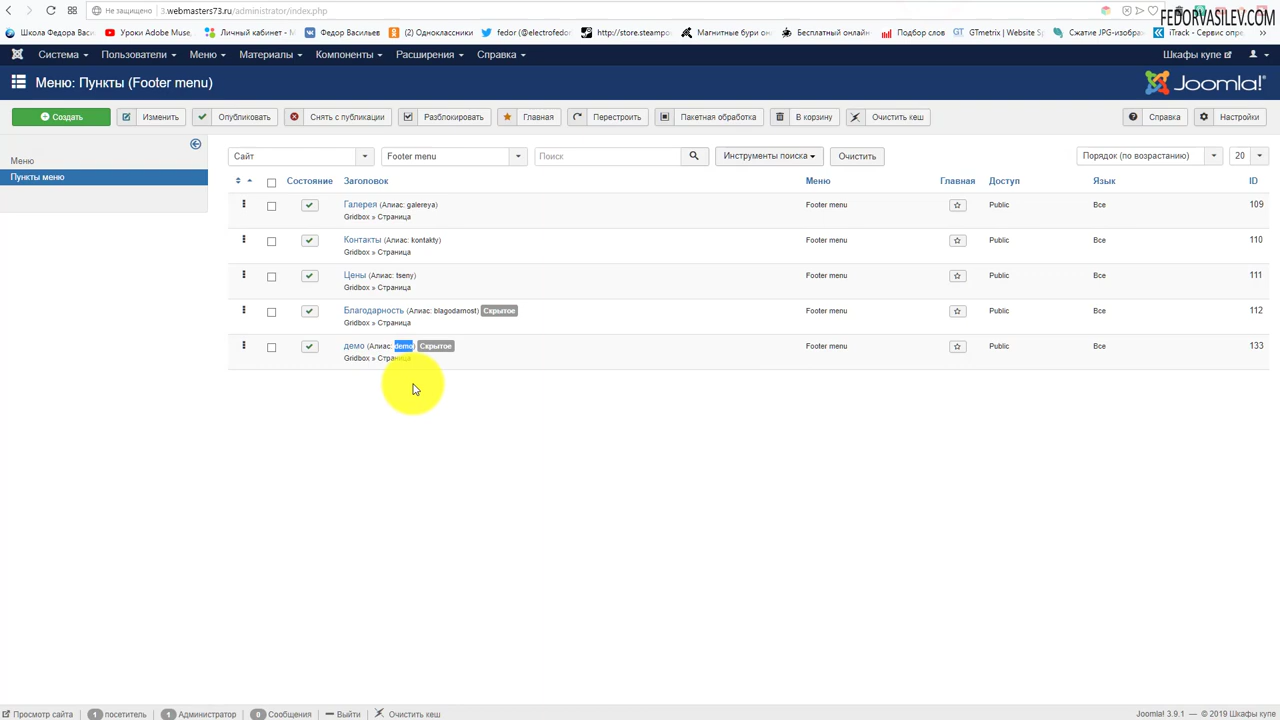 Не защищено 3.webmasters73.ru/administrator/index.php
FEDORVASILEV.COM
Школа Федора Васи Уроки Adobe Muse, Личный кабинет - М Федор Васильев (2) Одноклассники fedor (@electrofedor) http://store.steampo Магнитные бури он Бесплатный онлайн Подбор слов GTmetrix | Website Sp Сжатие JPG-изображ iTrack - Сервис опре
Система Пользователи Меню Материалы Компоненты Расширения Справка Шкафы купе
Меню: Пункты (Footer menu) Joomla!
Создать Изменить Опубликовать Снять с публикации Разблокировать Главная Перестроить Пакетная обработка В корзину Очистить кеш Справка Настройки
Меню
Пункты меню
Сайт Footer menu Поиск Инструменты поиска Очистить Порядок (по возрастанию) 20
Состояние Заголовок Меню Главная Доступ Язык ID
Галерея (Алиас: galereya) Footer menu Public Все 109
Gridbox » Страница
Контакты (Алиас: kontakty) Footer menu Public Все 110
Gridbox » Страница
Цены (Алиас: tseny) Footer menu Public Все 111
Gridbox » Страница
Благодарность (Алиас: blagodarnost) Скрытое Footer menu Public Все 112
Gridbox » Страница
демо (Алиас: demo) Скрытое Footer menu Public Все 133
Gridbox » Страница
Просмотр сайта 1 посетитель 1 Администратор 0 Сообщения Выйти Очистить кеш Joomla! 3.9.1 — © 2019 Шкафы купе